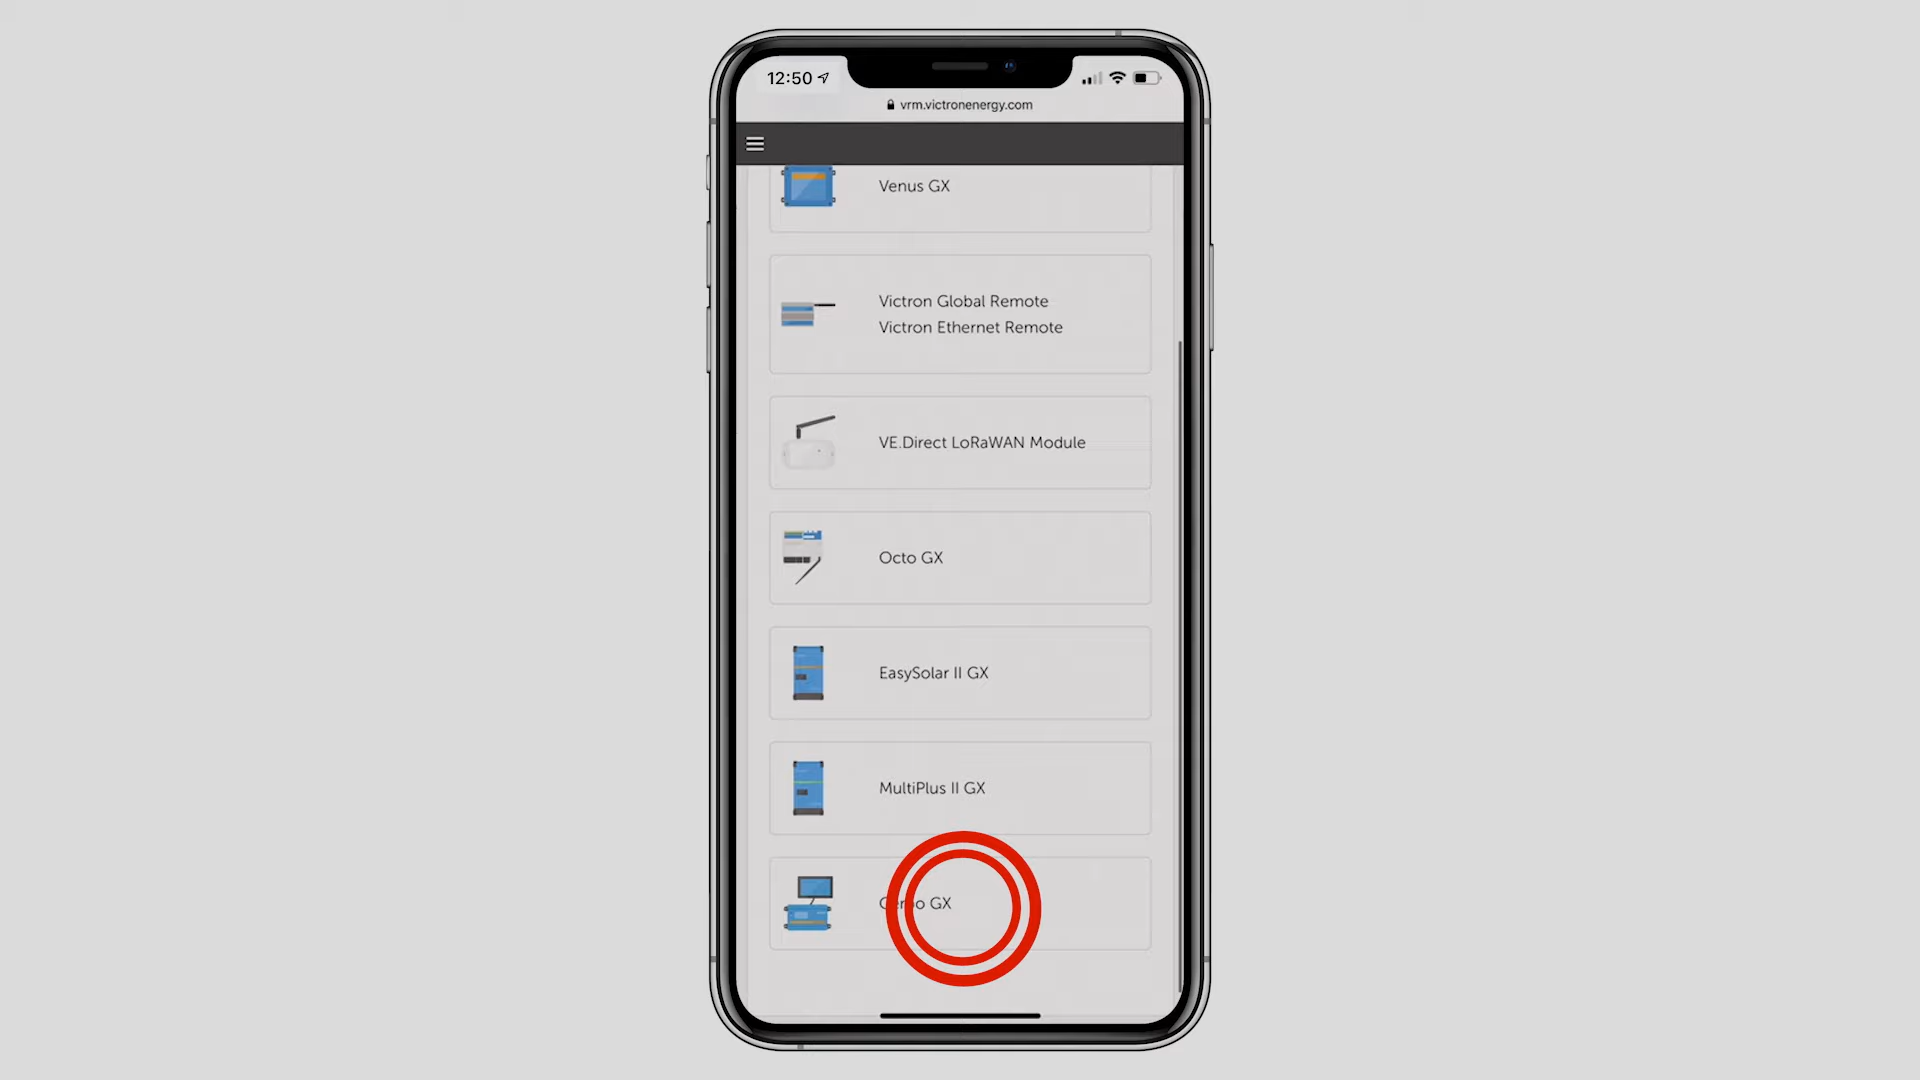 12:50
vrm.victronenergy.com
Venus GX
Victron Global Remote
Victron Ethernet Remote
VE.Direct LoRaWAN Module
Octo GX
EasySolar II GX
MultiPlus II GX
Cerbo GX